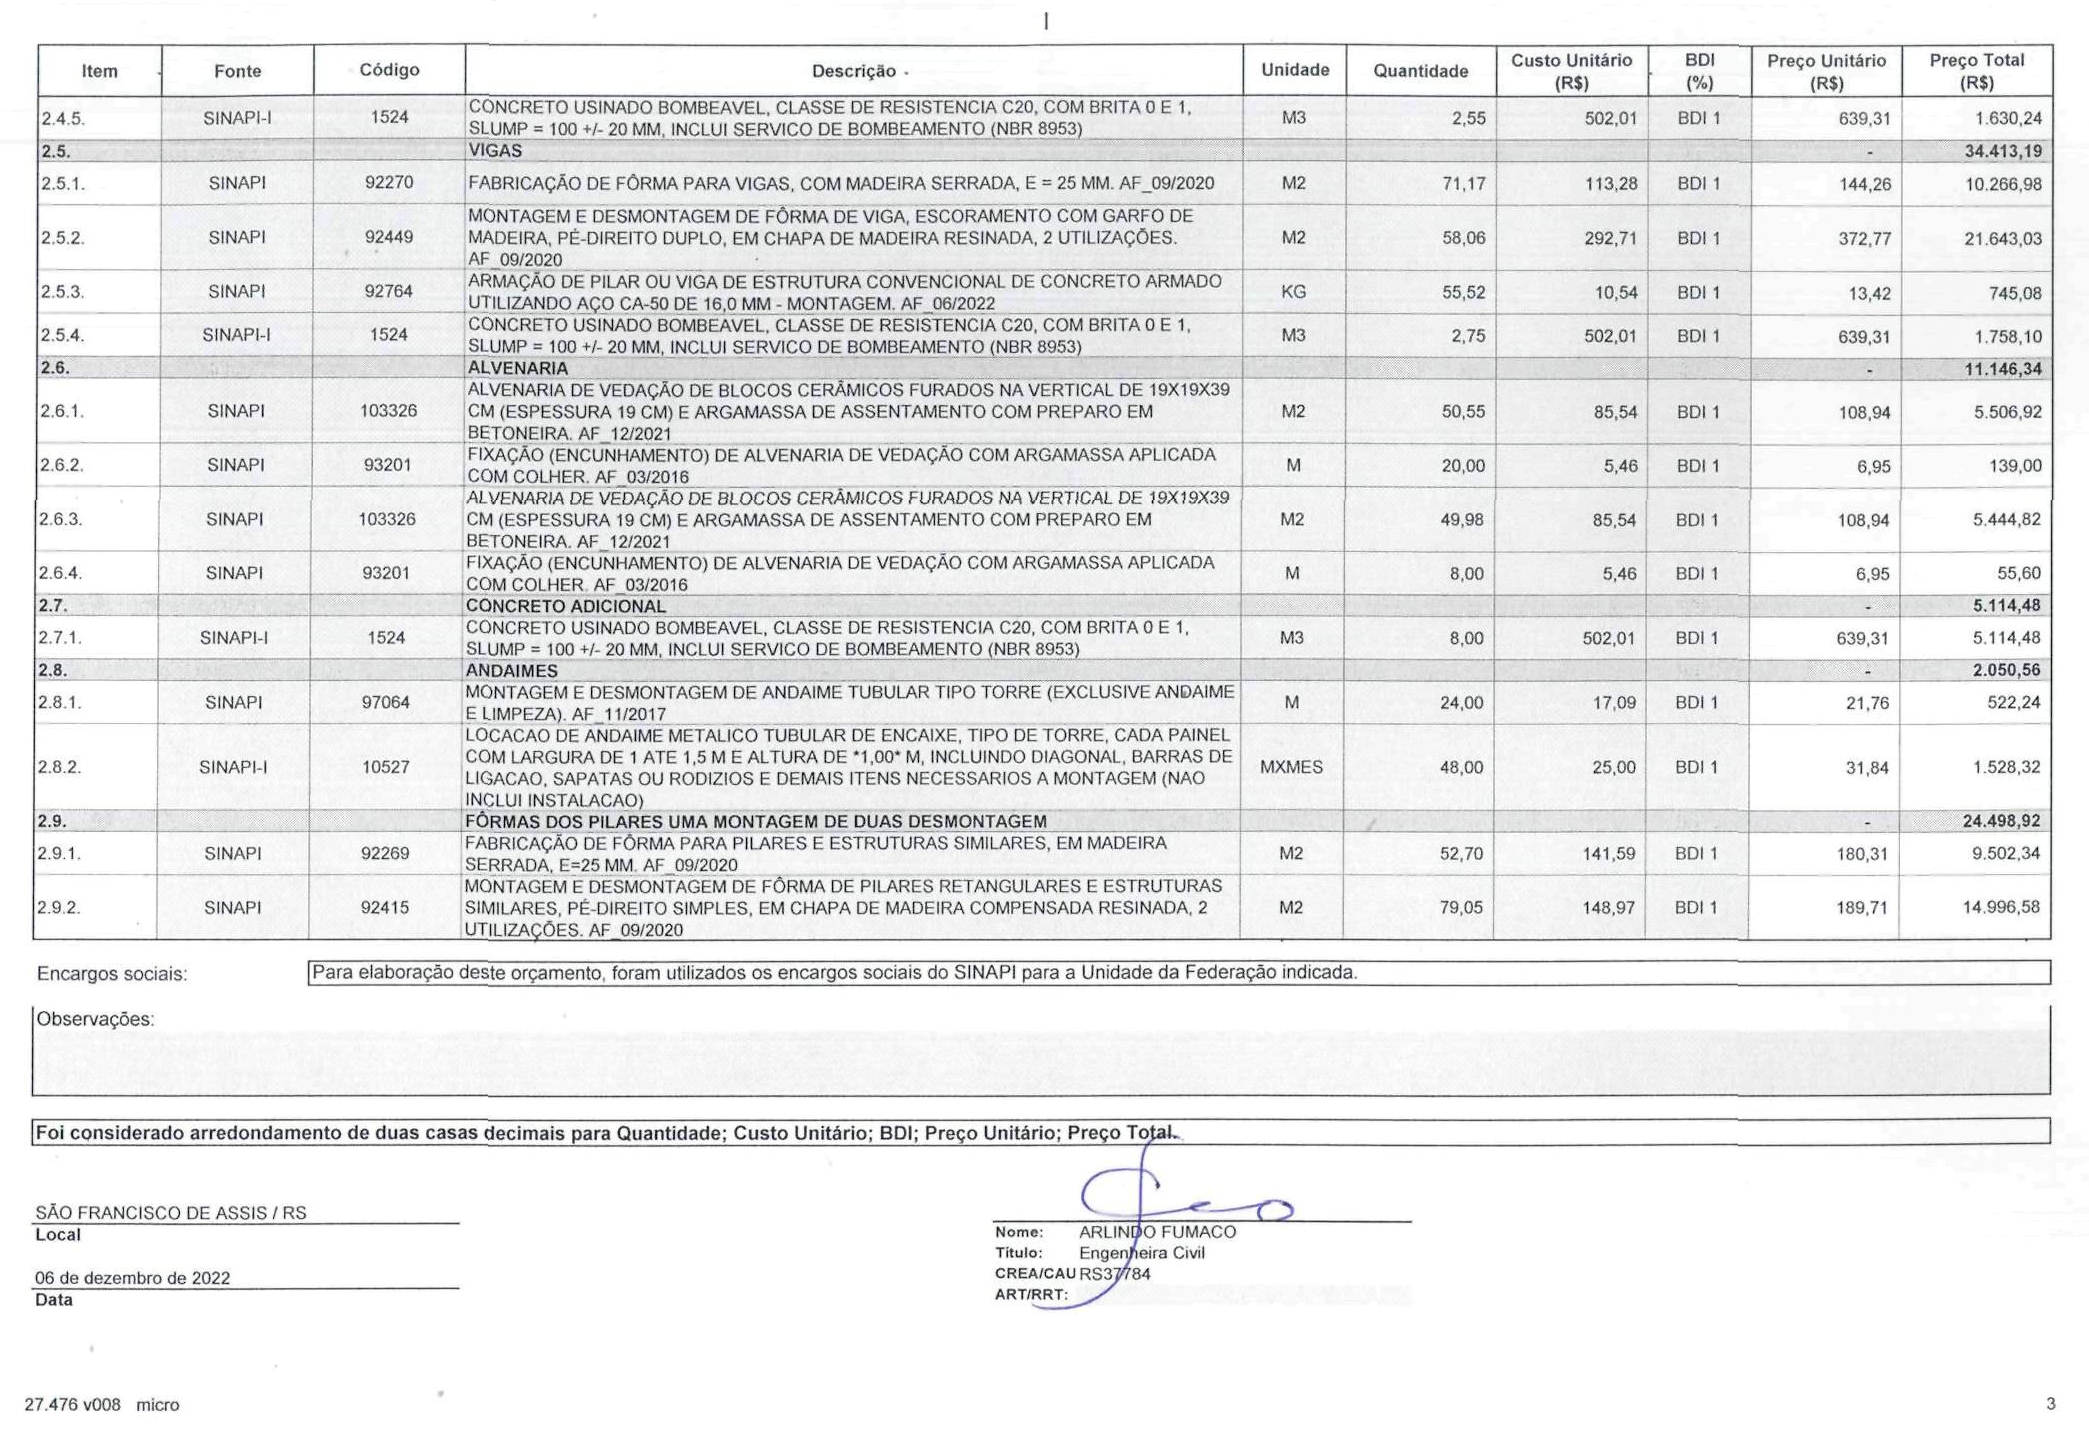 Item Fonte Código Descrição Unidade Quantidade Custo Unitário (R$) BDI (%) Preço Unitário (R$) Preço Total (R$)
2.4.5. SINAPI-I 1524 CONCRETO USINADO BOMBEAVEL, CLASSE DE RESISTENCIA C20, COM BRITA 0 E 1,
SLUMP = 100 +/- 20 MM, INCLUI SERVICO DE BOMBEAMENTO (NBR 8953) M3 2,55 502,01 BDI 1 639,31 1.630,24
2.5. VIGAS - 34.413,19
2.5.1. SINAPI 92270 FABRICAÇÃO DE FÔRMA PARA VIGAS, COM MADEIRA SERRADA, E = 25 MM. AF_09/2020 M2 71,17 113,28 BDI 1 144,26 10.266,98
2.5.2. SINAPI 92449 MONTAGEM E DESMONTAGEM DE FÔRMA DE VIGA, ESCORAMENTO COM GARFO DE
MADEIRA, PÉ-DIREITO DUPLO, EM CHAPA DE MADEIRA RESINADA, 2 UTILIZAÇÕES.
AF_09/2020 M2 58,06 292,71 BDI 1 372,77 21.643,03
2.5.3. SINAPI 92764 ARMAÇÃO DE PILAR OU VIGA DE ESTRUTURA CONVENCIONAL DE CONCRETO ARMADO
UTILIZANDO AÇO CA-50 DE 16,0 MM - MONTAGEM. AF_06/2022 KG 55,52 10,54 BDI 1 13,42 745,08
2.5.4. SINAPI-I 1524 CONCRETO USINADO BOMBEAVEL, CLASSE DE RESISTENCIA C20, COM BRITA 0 E 1,
SLUMP = 100 +/- 20 MM, INCLUI SERVICO DE BOMBEAMENTO (NBR 8953) M3 2,75 502,01 BDI 1 639,31 1.758,10
2.6. ALVENARIA - 11.146,34
2.6.1. SINAPI 103326 ALVENARIA DE VEDAÇÃO DE BLOCOS CERÂMICOS FURADOS NA VERTICAL DE 19X19X39
CM (ESPESSURA 19 CM) E ARGAMASSA DE ASSENTAMENTO COM PREPARO EM
BETONEIRA. AF_12/2021 M2 50,55 85,54 BDI 1 108,94 5.506,92
2.6.2. SINAPI 93201 FIXAÇÃO (ENCUNHAMENTO) DE ALVENARIA DE VEDAÇÃO COM ARGAMASSA APLICADA
COM COLHER. AF_03/2016 M 20,00 5,46 BDI 1 6,95 139,00
2.6.3. SINAPI 103326 ALVENARIA DE VEDAÇÃO DE BLOCOS CERÂMICOS FURADOS NA VERTICAL DE 19X19X39
CM (ESPESSURA 19 CM) E ARGAMASSA DE ASSENTAMENTO COM PREPARO EM
BETONEIRA. AF_12/2021 M2 49,98 85,54 BDI 1 108,94 5.444,82
2.6.4. SINAPI 93201 FIXAÇÃO (ENCUNHAMENTO) DE ALVENARIA DE VEDAÇÃO COM ARGAMASSA APLICADA
COM COLHER. AF_03/2016 M 8,00 5,46 BDI 1 6,95 55,60
2.7. CONCRETO ADICIONAL - 5.114,48
2.7.1. SINAPI-I 1524 CONCRETO USINADO BOMBEAVEL, CLASSE DE RESISTENCIA C20, COM BRITA 0 E 1,
SLUMP = 100 +/- 20 MM, INCLUI SERVICO DE BOMBEAMENTO (NBR 8953) M3 8,00 502,01 BDI 1 639,31 5.114,48
2.8. ANDAIMES - 2.050,56
2.8.1. SINAPI 97064 MONTAGEM E DESMONTAGEM DE ANDAIME TUBULAR TIPO TORRE (EXCLUSIVE ANDAIME
E LIMPEZA). AF_11/2017 M 24,00 17,09 BDI 1 21,76 522,24
2.8.2. SINAPI-I 10527 LOCACAO DE ANDAIME METALICO TUBULAR DE ENCAIXE, TIPO DE TORRE, CADA PAINEL
COM LARGURA DE 1 ATE 1,5 M E ALTURA DE *1,00* M, INCLUINDO DIAGONAL, BARRAS DE
LIGACAO, SAPATAS OU RODIZIOS E DEMAIS ITENS NECESSARIOS A MONTAGEM (NAO
INCLUI INSTALACAO) MXMES 48,00 25,00 BDI 1 31,84 1.528,32
2.9. FÔRMAS DOS PILARES UMA MONTAGEM DE DUAS DESMONTAGEM - 24.498,92
2.9.1. SINAPI 92269 FABRICAÇÃO DE FÔRMA PARA PILARES E ESTRUTURAS SIMILARES, EM MADEIRA
SERRADA, E=25 MM. AF_09/2020 M2 52,70 141,59 BDI 1 180,31 9.502,34
2.9.2. SINAPI 92415 MONTAGEM E DESMONTAGEM DE FÔRMA DE PILARES RETANGULARES E ESTRUTURAS
SIMILARES, PÉ-DIREITO SIMPLES, EM CHAPA DE MADEIRA COMPENSADA RESINADA, 2
UTILIZAÇÕES. AF_09/2020 M2 79,05 148,97 BDI 1 189,71 14.996,58
Encargos sociais: Para elaboração deste orçamento, foram utilizados os encargos sociais do SINAPI para a Unidade da Federação indicada.
Observações:
Foi considerado arredondamento de duas casas decimais para Quantidade; Custo Unitário; BDI; Preço Unitário; Preço Total.
SÃO FRANCISCO DE ASSIS / RS
Local
06 de dezembro de 2022
Data
Nome: ARLINDO FUMACO
Título: Engenheira Civil
CREA/CAU RS37784
ART/RRT:
27.476 v008 micro 3